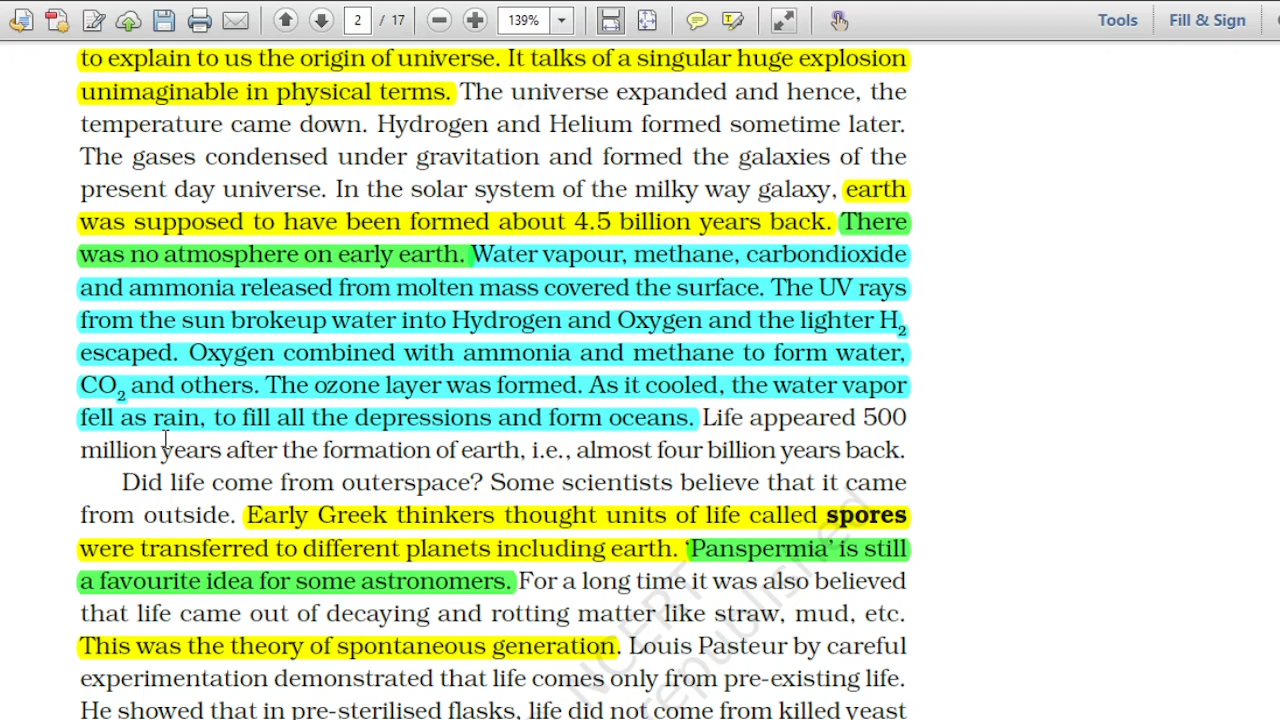 2 / 17 139% Tools Fill & Sign
to explain to us the origin of universe. It talks of a singular huge explosion
unimaginable in physical terms. The universe expanded and hence, the
temperature came down. Hydrogen and Helium formed sometime later.
The gases condensed under gravitation and formed the galaxies of the
present day universe. In the solar system of the milky way galaxy, earth
was supposed to have been formed about 4.5 billion years back. There
was no atmosphere on early earth. Water vapour, methane, carbondioxide
and ammonia released from molten mass covered the surface. The UV rays
from the sun brokeup water into Hydrogen and Oxygen and the lighter H₂
escaped. Oxygen combined with ammonia and methane to form water,
CO₂ and others. The ozone layer was formed. As it cooled, the water vapor
fell as rain, to fill all the depressions and form oceans. Life appeared 500
million years after the formation of earth, i.e., almost four billion years back.
Did life come from outerspace? Some scientists believe that it came
from outside. Early Greek thinkers thought units of life called spores
were transferred to different planets including earth. ‘Panspermia’ is still
a favourite idea for some astronomers. For a long time it was also believed
that life came out of decaying and rotting matter like straw, mud, etc.
This was the theory of spontaneous generation. Louis Pasteur by careful
experimentation demonstrated that life comes only from pre-existing life.
He showed that in pre-sterilised flasks, life did not come from killed yeast
NCERT
republished